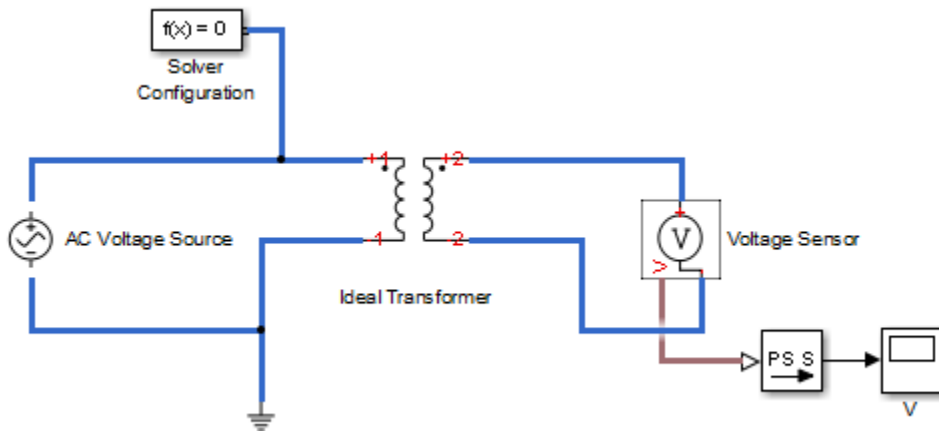 f(x) = 0
Solver
Configuration
+1
+2
AC Voltage Source
+
V
V
Voltage Sensor
-1
-2
Ideal Transformer
PS S
V